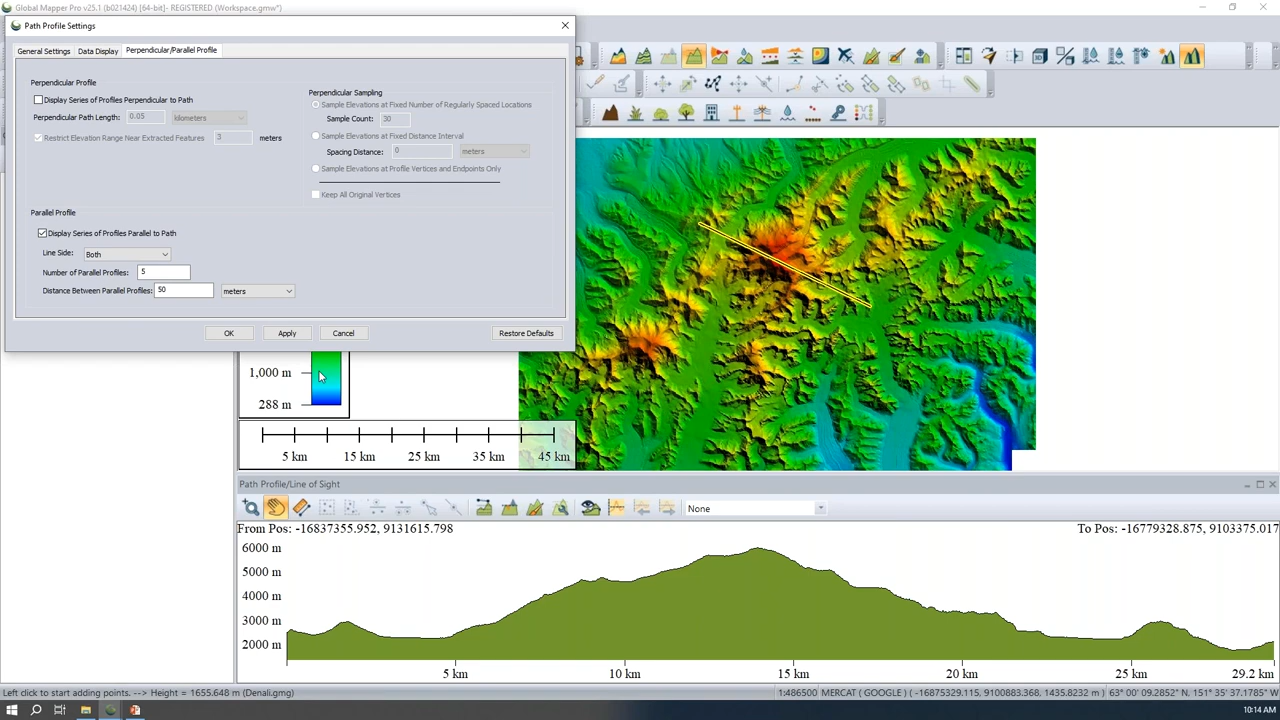 Global Mapper Pro v25.1 (b021424) [64-bit] - REGISTERED (Workspace.gmw*)
Path Profile Settings
General Settings
Data Display
Perpendicular/Parallel Profile
Perpendicular Profile
Display Series of Profiles Perpendicular to Path
Perpendicular Path Length: 0.05 kilometers
Restrict Elevation Range Near Extracted Features 3 meters
Perpendicular Sampling
Sample Elevations at Fixed Number of Regularly Spaced Locations
Sample Count: 30
Sample Elevations at Fixed Distance Interval
Spacing Distance: 0 meters
Sample Elevations at Profile Vertices and Endpoints Only
Keep All Original Vertices
Parallel Profile
Display Series of Profiles Parallel to Path
Line Side: Both
Number of Parallel Profiles: 5
Distance Between Parallel Profiles: 50 meters
OK
Apply
Cancel
Restore Defaults
1,000 m
288 m
5 km 15 km 25 km 35 km 45 km
Path Profile/Line of Sight
None
From Pos: -16837355.952, 9131615.798
To Pos: -16779328.875, 9103375.017
6000 m
5000 m
4000 m
3000 m
2000 m
5 km 10 km 15 km 20 km 25 km 29.2 km
Left click to start adding points. --> Height = 1655.648 m (Denali.gmg)
1:486500 MERCAT ( GOOGLE ) ( -16875329.115, 9100883.368, 1435.8232 m ) 63° 00' 09.2852" N, 151° 35' 37.1785" W
10:14 AM